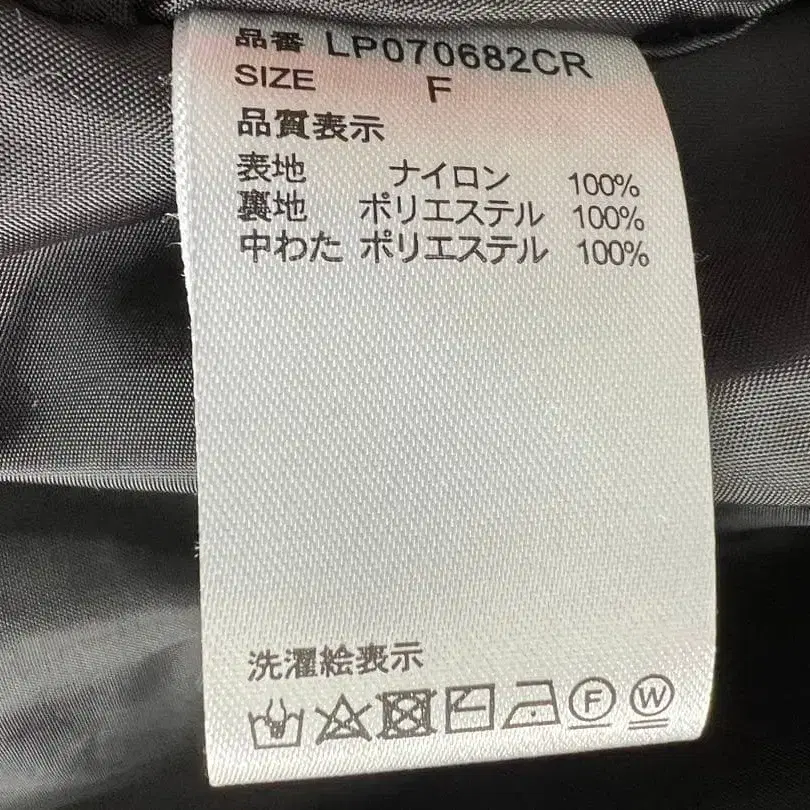 品番 LP070682CR
SIZE F
品質表示
表地 ナイロン 100%
裏地 ポリエステル 100%
中わた ポリエステル 100%
洗濯絵表示
F W